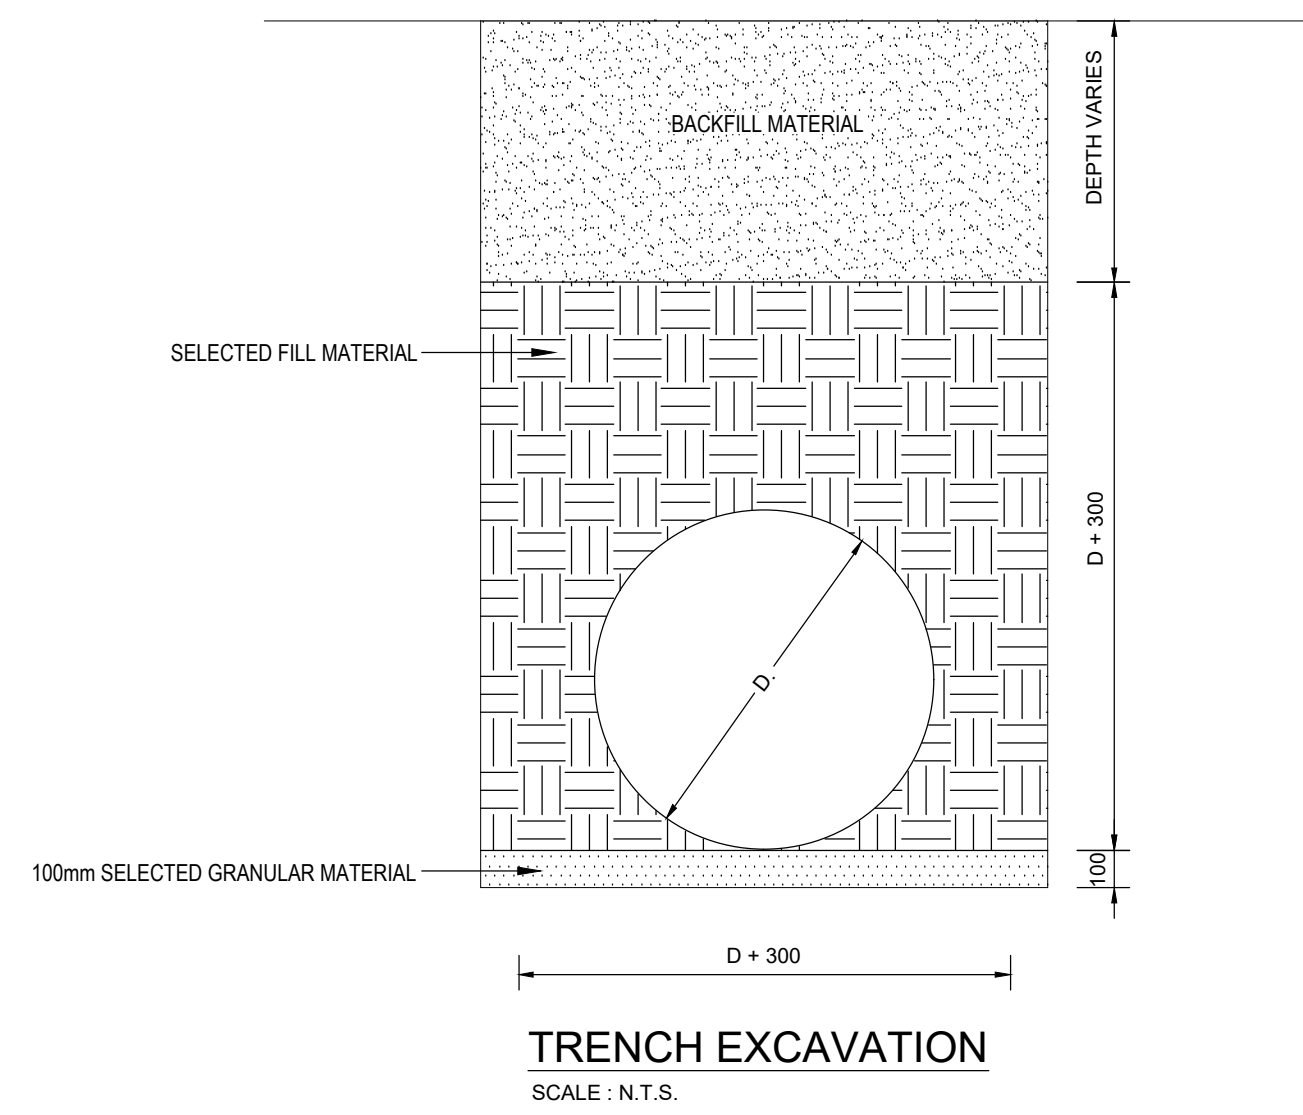 BACKFILL MATERIAL
DEPTH VARIES
SELECTED FILL MATERIAL
D + 300
D.
100mm SELECTED GRANULAR MATERIAL
100
D + 300
TRENCH EXCAVATION
SCALE : N.T.S.